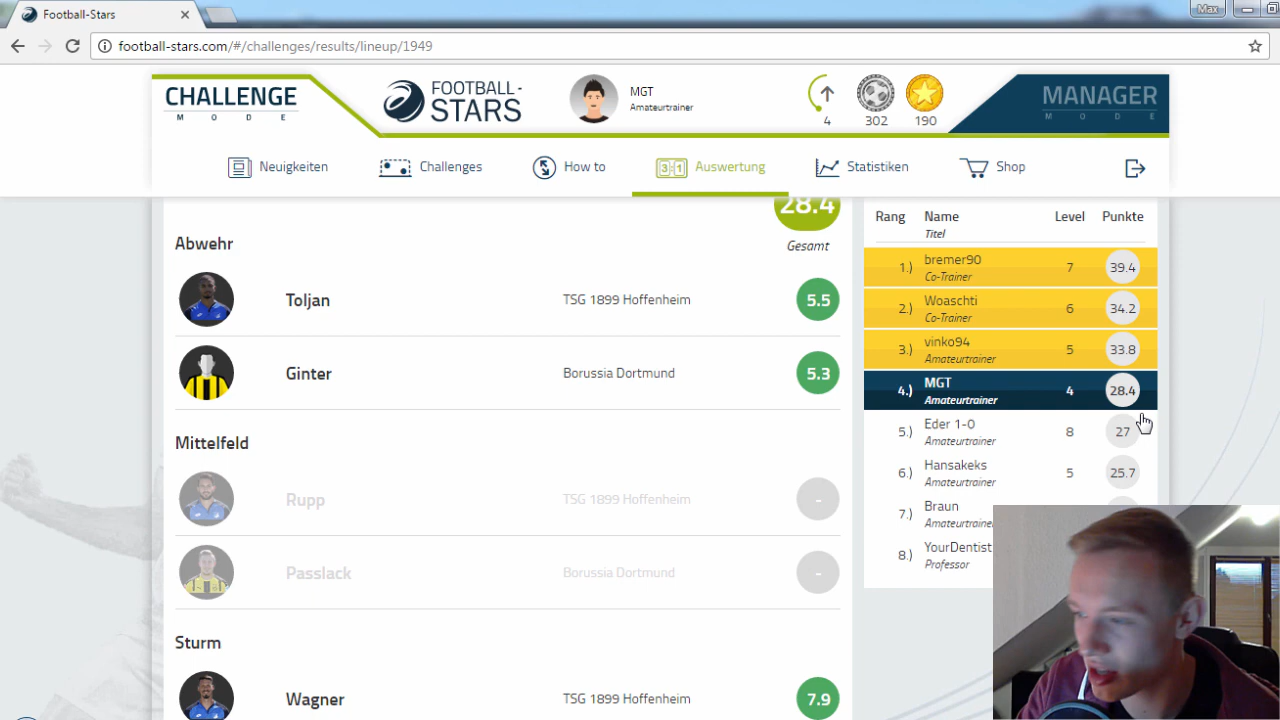 Football-Stars
Max
football-stars.com/#/challenges/results/lineup/1949
CHALLENGE
MODE
FOOTBALL-
STARS
MGT
Amateurtrainer
4
302
190
MANAGER
MODE
Neuigkeiten
Challenges
How to
3:1
Auswertung
Statistiken
Shop
28.4
Gesamt
Abwehr
Toljan
TSG 1899 Hoffenheim
5.5
Ginter
Borussia Dortmund
5.3
Mittelfeld
Rupp
TSG 1899 Hoffenheim
-
Passlack
Borussia Dortmund
-
Sturm
Wagner
TSG 1899 Hoffenheim
7.9
Rang Name Level Punkte
Titel
1.) bremer90 7 39.4
Co-Trainer
2.) Woaschti 6 34.2
Co-Trainer
3.) vinko94 5 33.8
Amateurtrainer
4.) MGT 4 28.4
Amateurtrainer
5.) Eder 1-0 8 27
Amateurtrainer
6.) Hansakeks 5 25.7
Amateurtrainer
7.) Braun
Amateurtrainer
8.) YourDentist
Professor